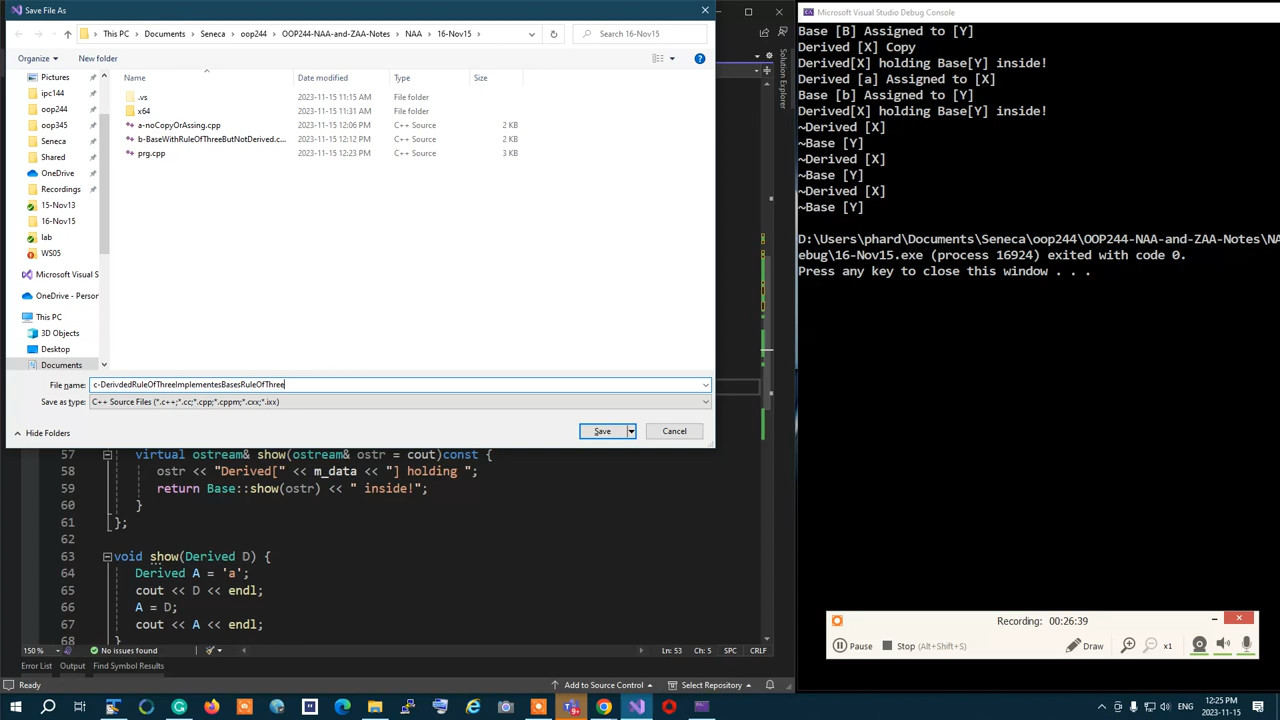 Save File As
This PC > Documents > Seneca > oop244 > OOP244-NAA-and-ZAA-Notes > NAA > 16-Nov15 >
Search 16-Nov15
Organize
New folder
Pictures
ipc144
oop244
oop345
Seneca
Shared
OneDrive
Recordings
15-Nov13
16-Nov15
lab
WS05
Microsoft Visual S
OneDrive - Person
This PC
3D Objects
Desktop
Documents
Name Date modified Type Size
.vs 2023-11-15 11:15 AM File folder
x64 2023-11-15 11:31 AM File folder
a-noCopyOrAssing.cpp 2023-11-15 12:06 PM C++ Source 2 KB
b-BaseWithRuleOfThreeButNotDerived.c... 2023-11-15 12:12 PM C++ Source 2 KB
prg.cpp 2023-11-15 12:23 PM C++ Source 3 KB
File name: c-DerivdedRuleOfThreeImplementesBasesRuleOfThree
Save as type: C++ Source Files (*.c++;*.cc;*.cpp;*.cppm;*.cxx;*.ixx)
Hide Folders
Save
Cancel
Solution Explorer
57 virtual ostream& show(ostream& ostr = cout)const {
58 ostr << "Derived[" << m_data << "] holding ";
59 return Base::show(ostr) << " inside!";
60 }
61 };
62
63 void show(Derived D) {
64 Derived A = 'a';
65 cout << D << endl;
66 A = D;
67 cout << A << endl;
68 }
150 % No issues found Ln: 53 Ch: 5 SPC CRLF
Error List Output Find Symbol Results
Ready
Add to Source Control
Select Repository
Microsoft Visual Studio Debug Console
Base [B] Assigned to [Y]
Derived [X] Copy
Derived[X] holding Base[Y] inside!
Derived [a] Assigned to [X]
Base [b] Assigned to [Y]
Derived[X] holding Base[Y] inside!
~Derived [X]
~Base [Y]
~Derived [X]
~Base [Y]
~Derived [X]
~Base [Y]
D:\Users\phard\Documents\Seneca\oop244\OOP244-NAA-and-ZAA-Notes\NA
ebug\16-Nov15.exe (process 16924) exited with code 0.
Press any key to close this window . . .
Recording: 00:26:39
Pause
Stop (Alt+Shift+S)
Draw
x1
ENG
12:25 PM
2023-11-15